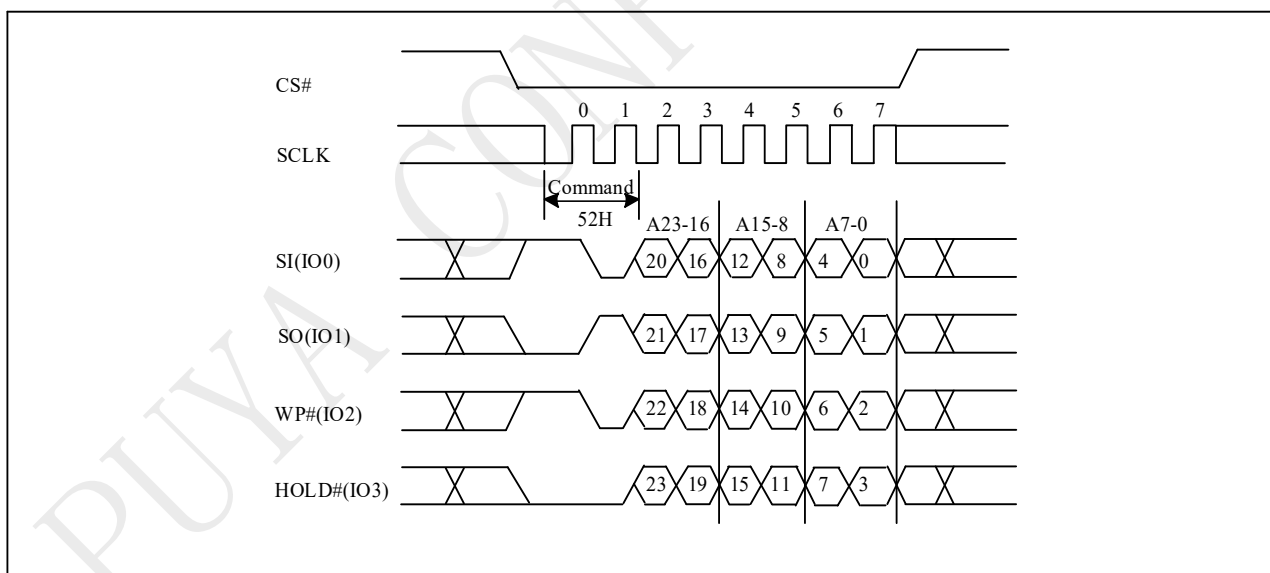 PUYA CONF
CS#
0 1 2 3 4 5 6 7
SCLK
Command
52H
A23-16 A15-8 A7-0
SI(IO0) 20 16 12 8 4 0
SO(IO1) 21 17 13 9 5 1
WP#(IO2) 22 18 14 10 6 2
HOLD#(IO3) 23 19 15 11 7 3